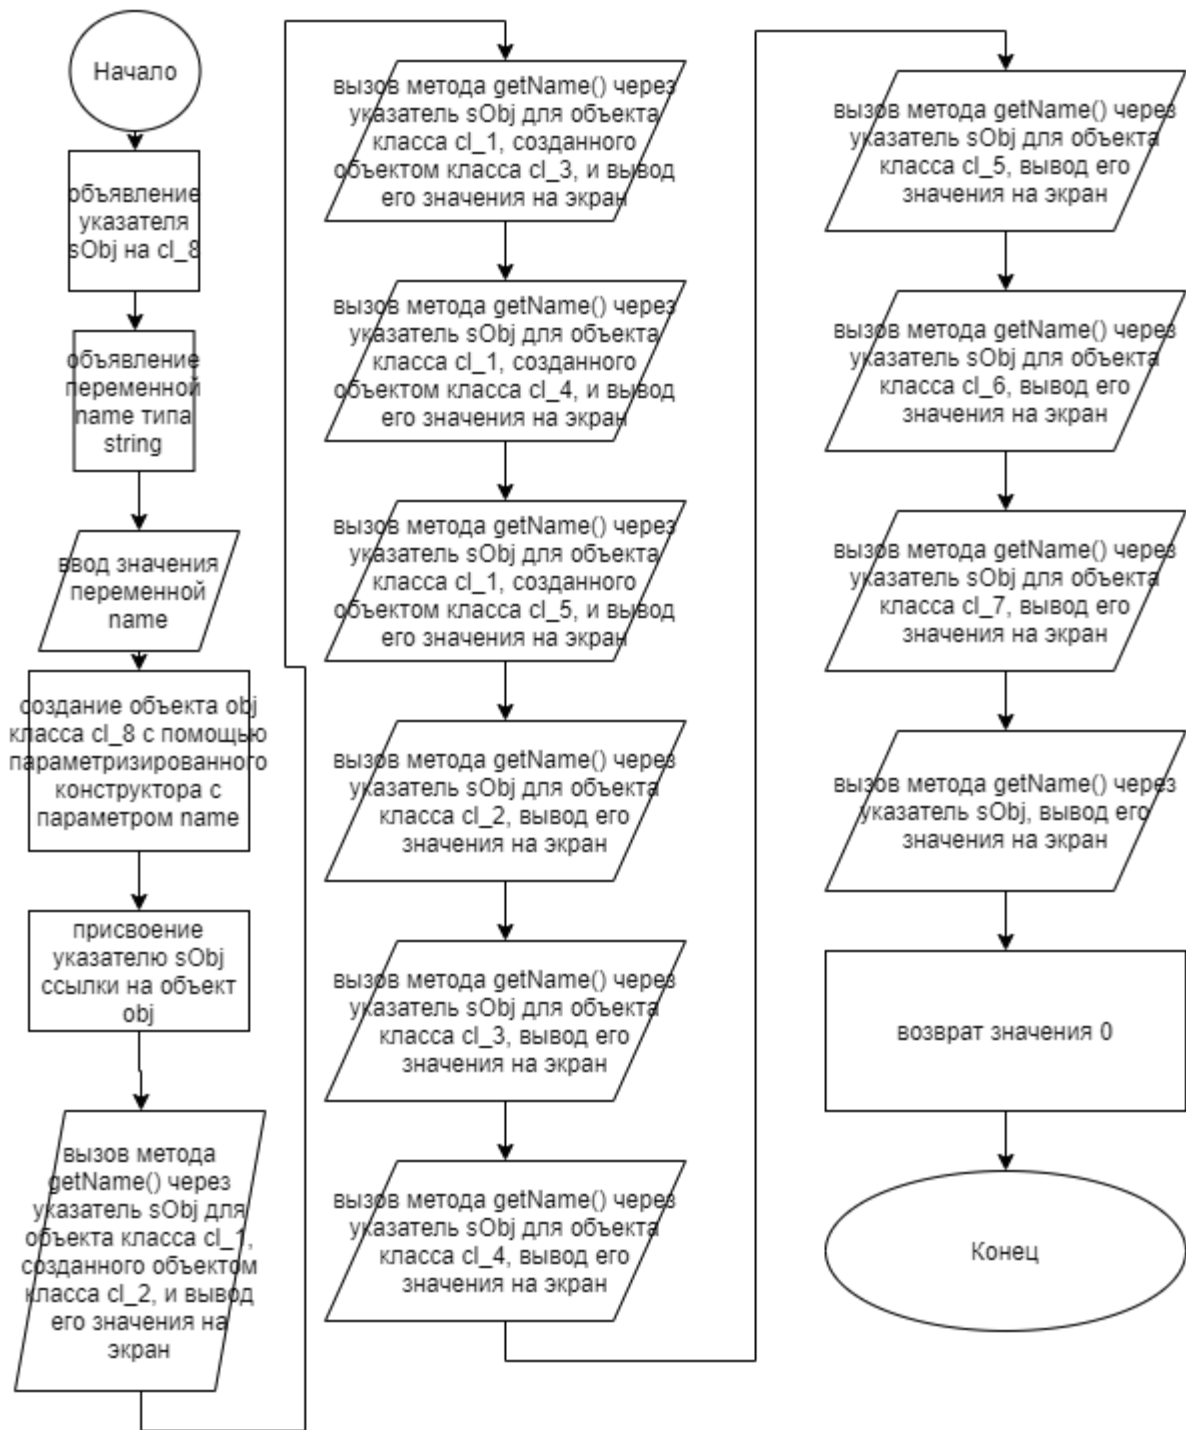 Начало
объявление
указателя
sObj на cl_8
объявление
переменной
name типа
string
ввод значения
переменной
name
создание объекта obj
класса cl_8 с помощью
параметризированного
конструктора с
параметром name
присвоение
указателю sObj
ссылки на объект
obj
вызов метода
getName() через
указатель sObj для
объекта класса cl_1,
созданного объектом
класса cl_2, и вывод
его значения на
экран
вызов метода getName() через
указатель sObj для объекта
класса cl_1, созданного
объектом класса cl_3, и вывод
его значения на экран
вызов метода getName() через
указатель sObj для объекта
класса cl_1, созданного
объектом класса cl_4, и вывод
его значения на экран
вызов метода getName() через
указатель sObj для объекта
класса cl_1, созданного
объектом класса cl_5, и вывод
его значения на экран
вызов метода getName() через
указатель sObj для объекта
класса cl_2, вывод его
значения на экран
вызов метода getName() через
указатель sObj для объекта
класса cl_3, вывод его
значения на экран
вызов метода getName() через
указатель sObj для объекта
класса cl_4, вывод его
значения на экран
вызов метода getName() через
указатель sObj для объекта
класса cl_5, вывод его
значения на экран
вызов метода getName() через
указатель sObj для объекта
класса cl_6, вывод его
значения на экран
вызов метода getName() через
указатель sObj для объекта
класса cl_7, вывод его
значения на экран
вызов метода getName() через
указатель sObj, вывод его
значения на экран
возврат значения 0
Конец